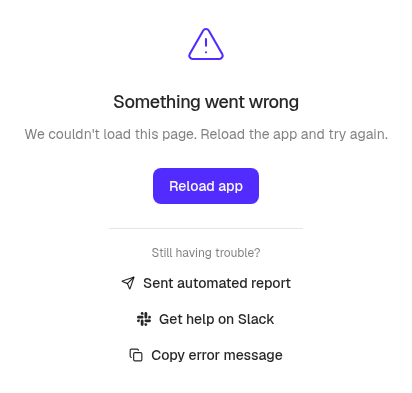 Something went wrong
We couldn't load this page. Reload the app and try again.
Reload app
Still having trouble?
Sent automated report
Get help on Slack
Copy error message